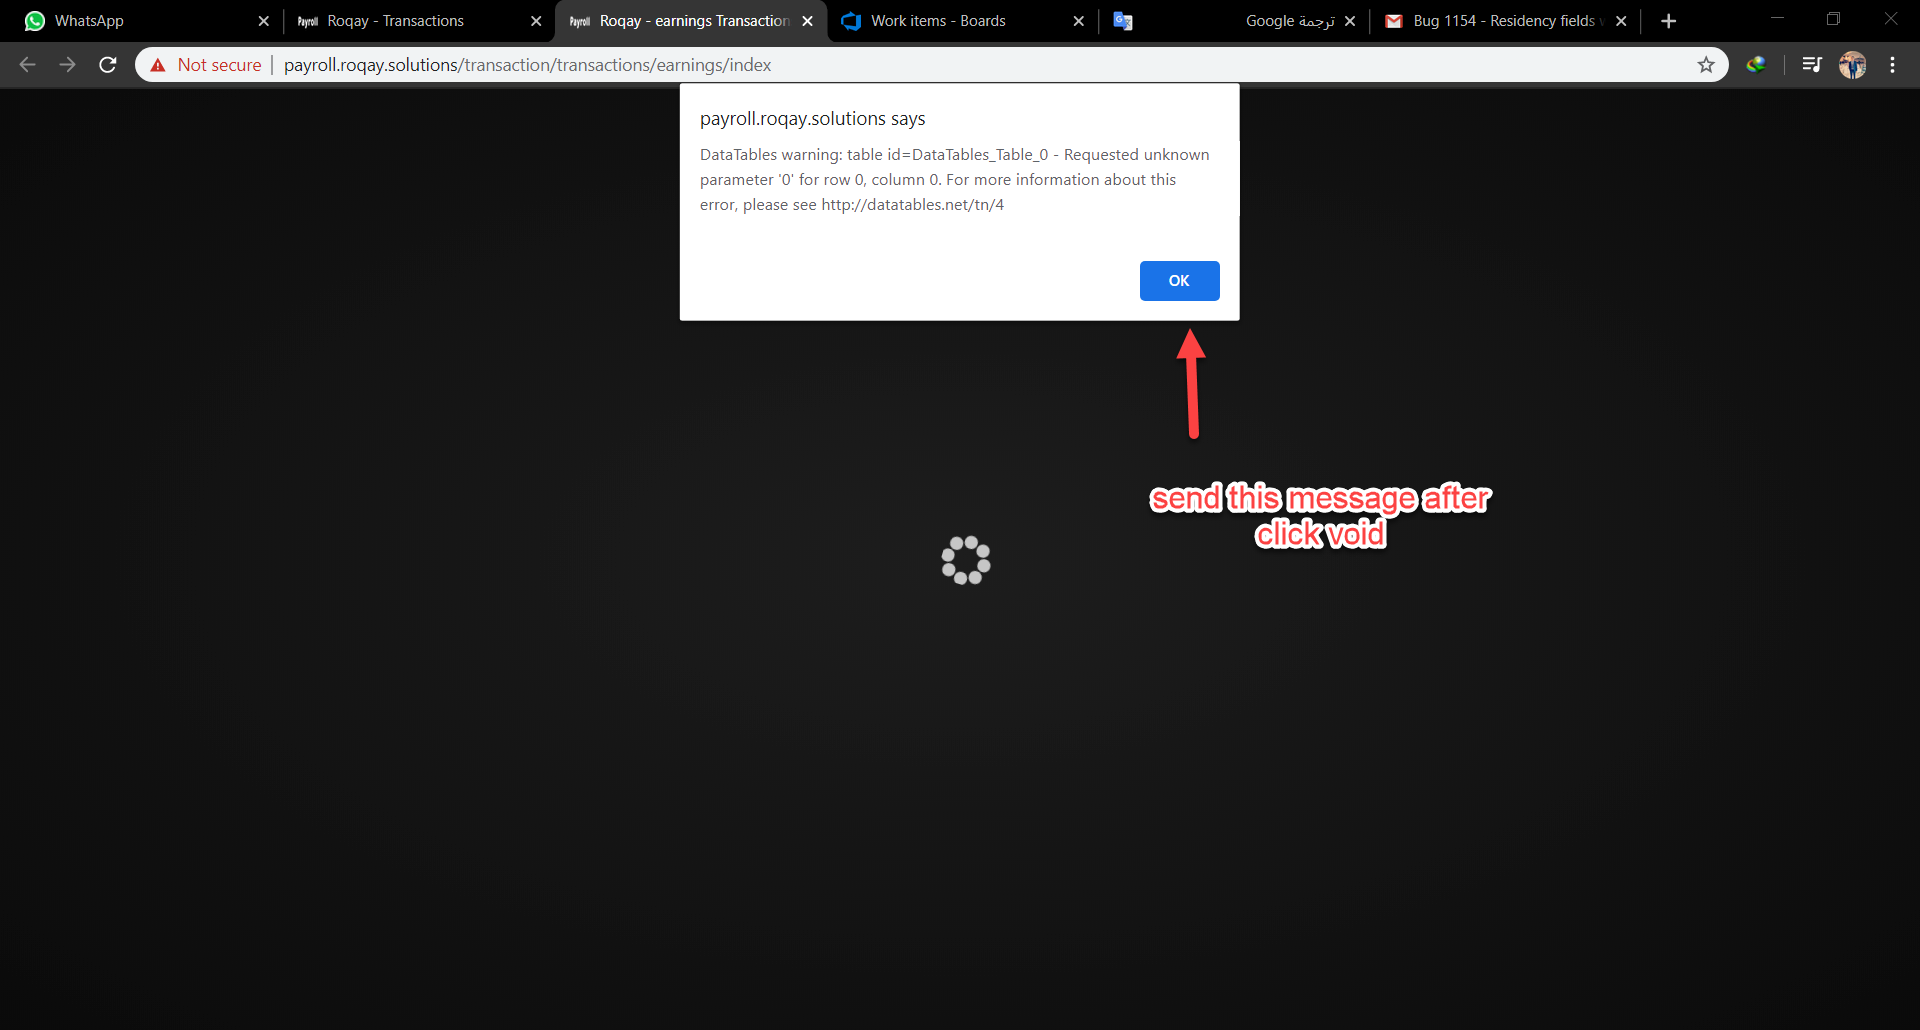 WhatsApp
Payroll Roqay - Transactions
Payroll Roqay - earnings Transaction
Work items - Boards
ترجمة Google
Bug 1154 - Residency fields
Not secure
payroll.roqay.solutions/transaction/transactions/earnings/index
payroll.roqay.solutions says
DataTables warning: table id=DataTables_Table_0 - Requested unknown
parameter '0' for row 0, column 0. For more information about this
error, please see http://datatables.net/tn/4
OK
send this message after
click void